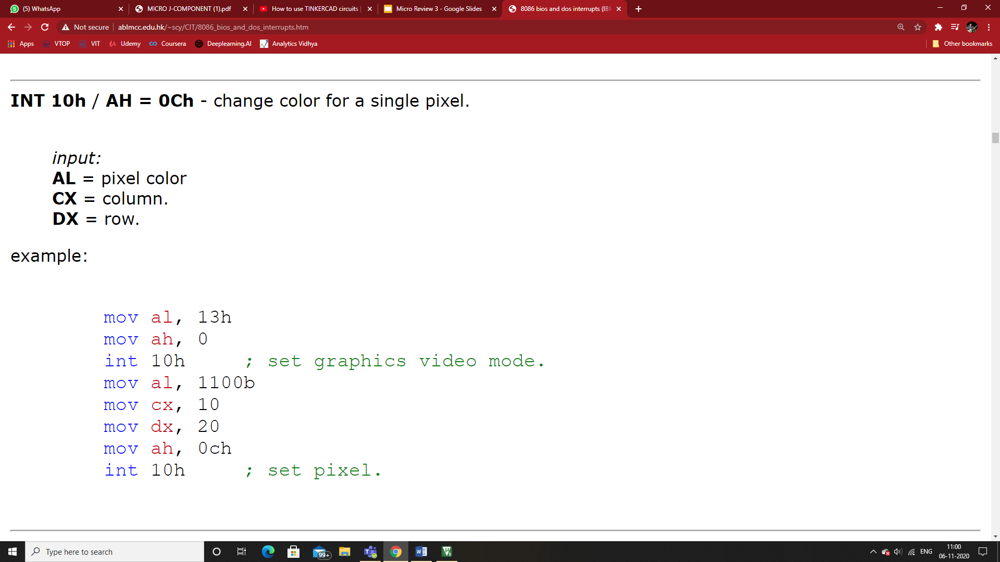 (5) WhatsApp
MICRO J-COMPONENT (1).pdf
How to use TINKERCAD circuits
Micro Review 3 - Google Slides
8086 bios and dos interrupts (IB
Not secure
ablmcc.edu.hk/~scy/CIT/8086_bios_and_dos_interrupts.htm
Apps
VTOP
VIT
Udemy
Coursera
Deeplearning.AI
Analytics Vidhya
Other bookmarks
INT 10h / AH = 0Ch - change color for a single pixel.
input:
AL = pixel color
CX = column.
DX = row.
example:
mov al, 13h
mov ah, 0
int 10h ; set graphics video mode.
mov al, 1100b
mov cx, 10
mov dx, 20
mov ah, 0ch
int 10h ; set pixel.
Type here to search
99+
ENG
11:00
06-11-2020